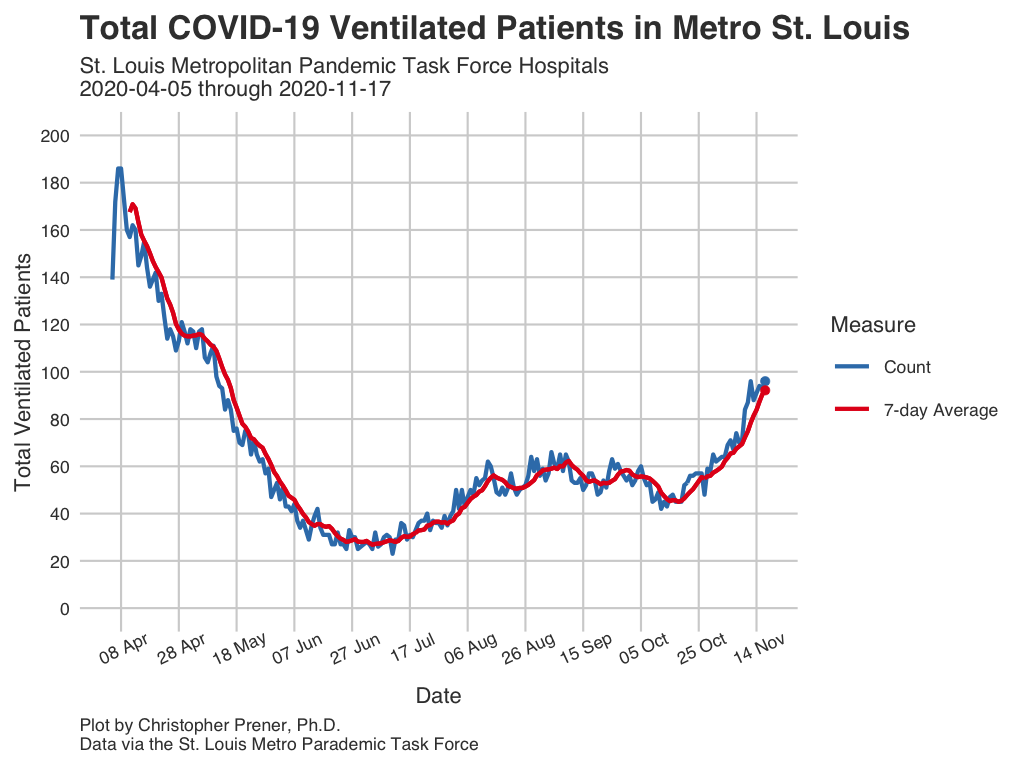 Total COVID-19 Ventilated Patients in Metro St. Louis
St. Louis Metropolitan Pandemic Task Force Hospitals
2020-04-05 through 2020-11-17
Total Ventilated Patients
200
180
160
140
120
100
80
60
40
20
0
08 Apr
28 Apr
18 May
07 Jun
27 Jun
17 Jul
06 Aug
26 Aug
15 Sep
05 Oct
25 Oct
14 Nov
Date
Measure
Count
7-day Average
Plot by Christopher Prener, Ph.D.
Data via the St. Louis Metro Parademic Task Force